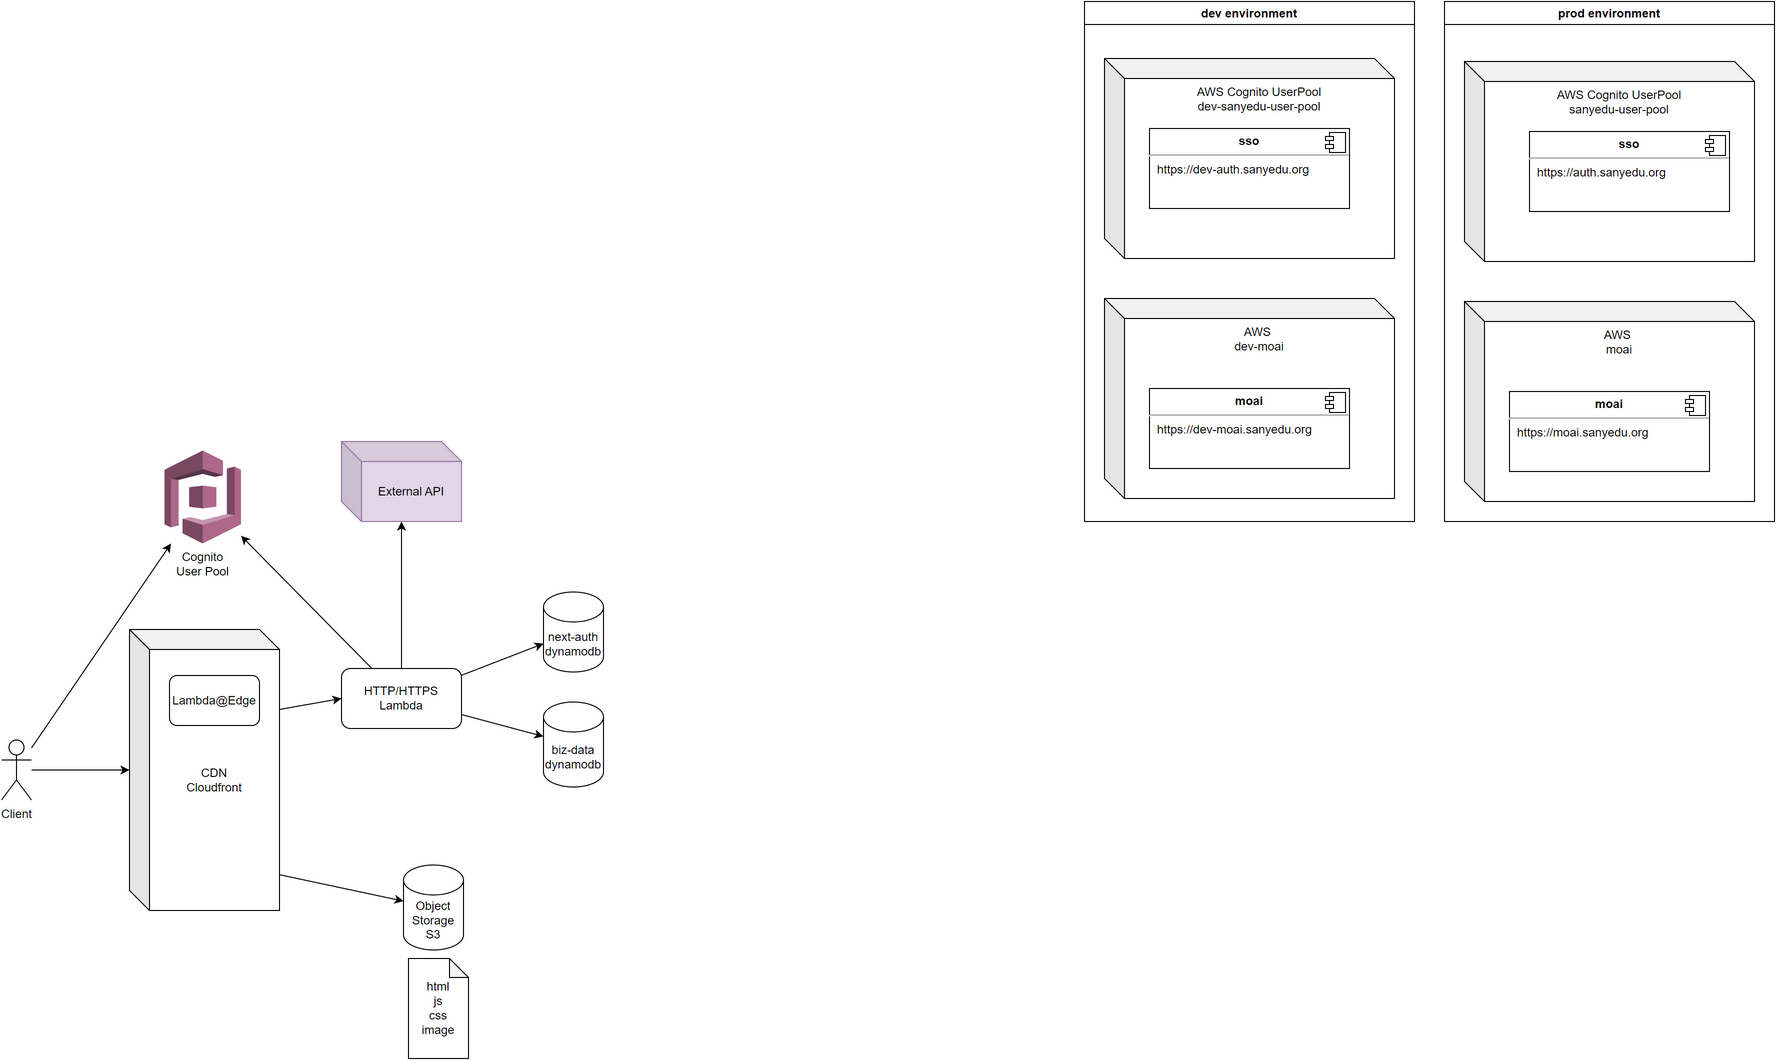 dev environment
AWS Cognito UserPool
dev-sanyedu-user-pool
sso
https://dev-auth.sanyedu.org
AWS
dev-moai
moai
https://dev-moai.sanyedu.org
prod environment
AWS Cognito UserPool
sanyedu-user-pool
sso
https://auth.sanyedu.org
AWS
moai
moai
https://moai.sanyedu.org
Cognito
User Pool
External API
Lambda@Edge
CDN
Cloudfront
HTTP/HTTPS
Lambda
next-auth
dynamodb
biz-data
dynamodb
Client
Object
Storage
S3
html
js
css
image